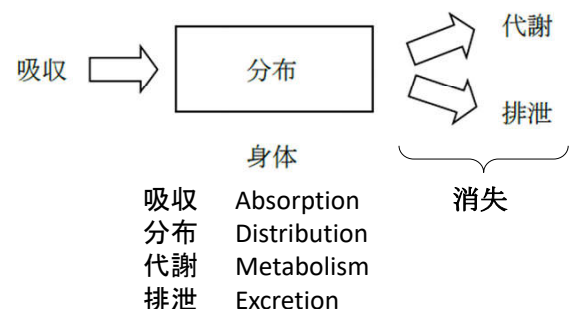 代謝
吸収
分布
排泄
身体
消失
吸収 Absorption
分布 Distribution
代謝 Metabolism
排泄 Excretion